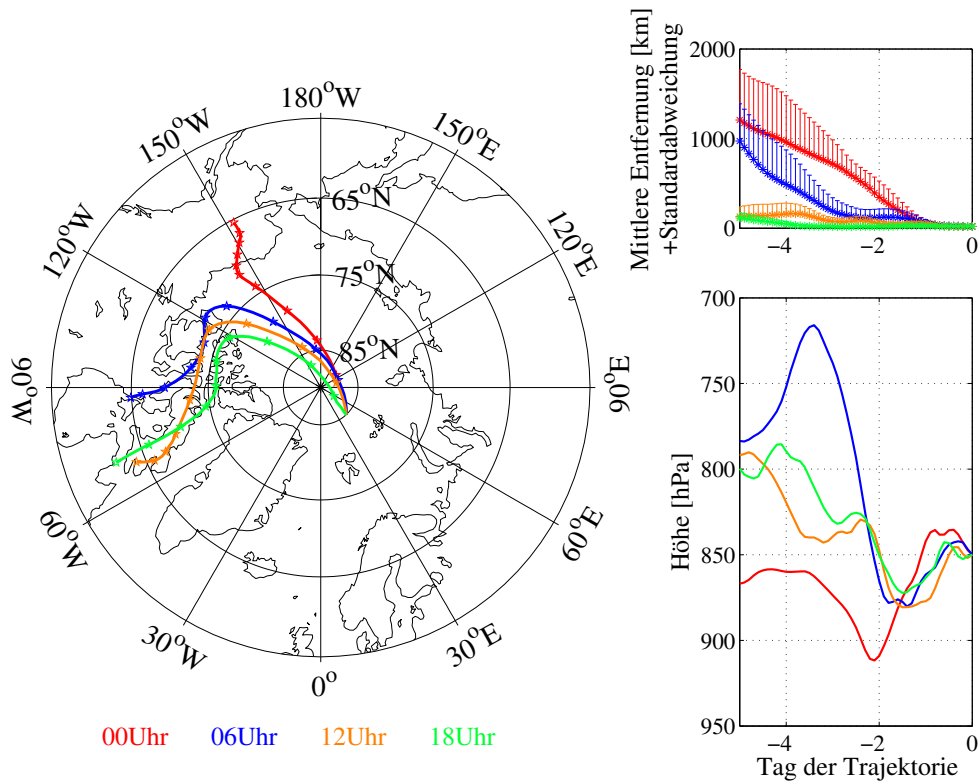 180°W
150°W
150°E
120°W
120°E
90°W
90°E
60°W
60°E
30°W
30°E
0°
65°N
75°N
85°N
00Uhr 06Uhr 12Uhr 18Uhr
Mittlere Entfernung [km]
+Standardabweichung
2000
1000
0
−4 −2 0
Höhe [hPa]
700
750
800
850
900
950
−4 −2 0
Tag der Trajektorie